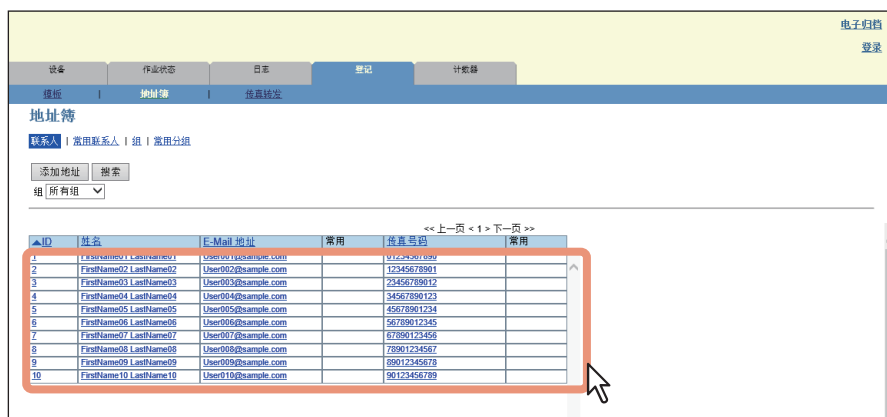 电子归档
登录
设备 作业状态 日志 登记 计数器
模板 | 地址簿 | 传真转发
地址簿
联系人 | 常用联系人 | 组 | 常用分组
添加地址 搜索
组 所有组
<< 上一页 < 1 > 下一页 >>
▲ID 姓名 E-Mail 地址 常用 传真号码 常用
1 FirstName01 LastName01 User001@sample.com 01234567890
2 FirstName02 LastName02 User002@sample.com 12345678901
3 FirstName03 LastName03 User003@sample.com 23456789012
4 FirstName04 LastName04 User004@sample.com 34567890123
5 FirstName05 LastName05 User005@sample.com 45678901234
6 FirstName06 LastName06 User006@sample.com 56789012345
7 FirstName07 LastName07 User007@sample.com 67890123456
8 FirstName08 LastName08 User008@sample.com 78901234567
9 FirstName09 LastName09 User009@sample.com 89012345678
10 FirstName10 LastName10 User010@sample.com 90123456789